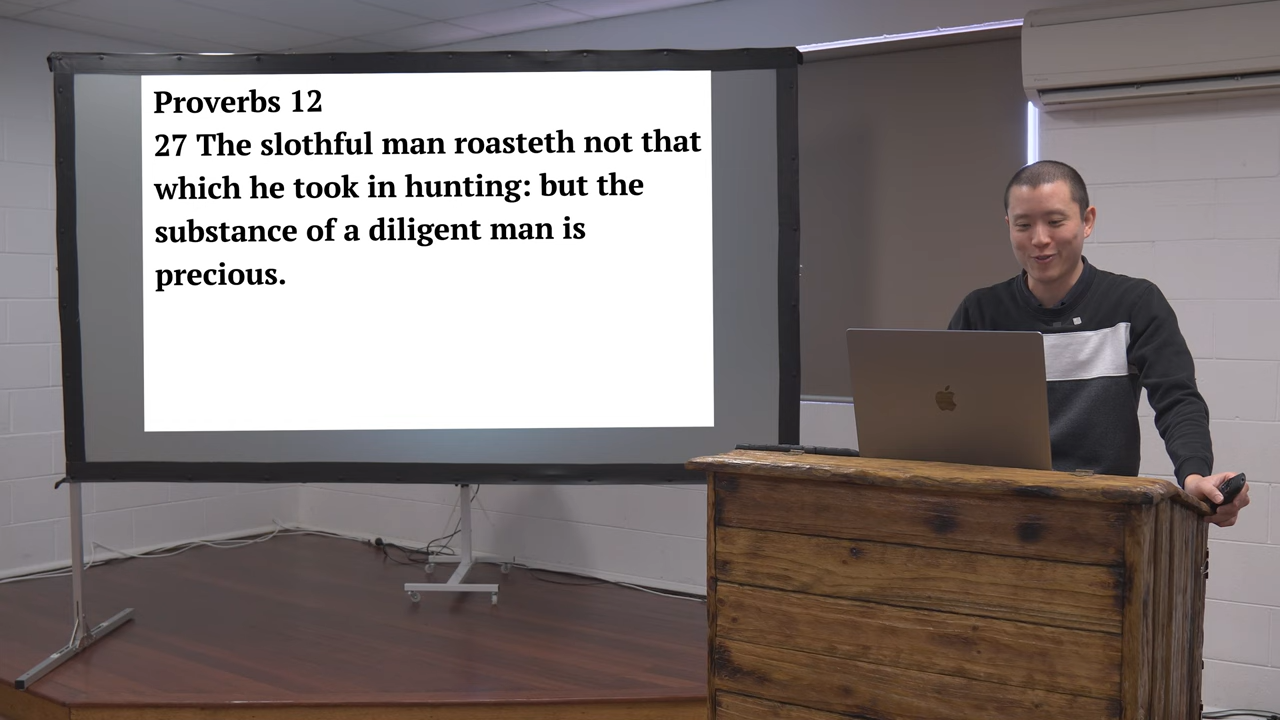 Proverbs 12
27 The slothful man roasteth not that
which he took in hunting: but the
substance of a diligent man is
precious.